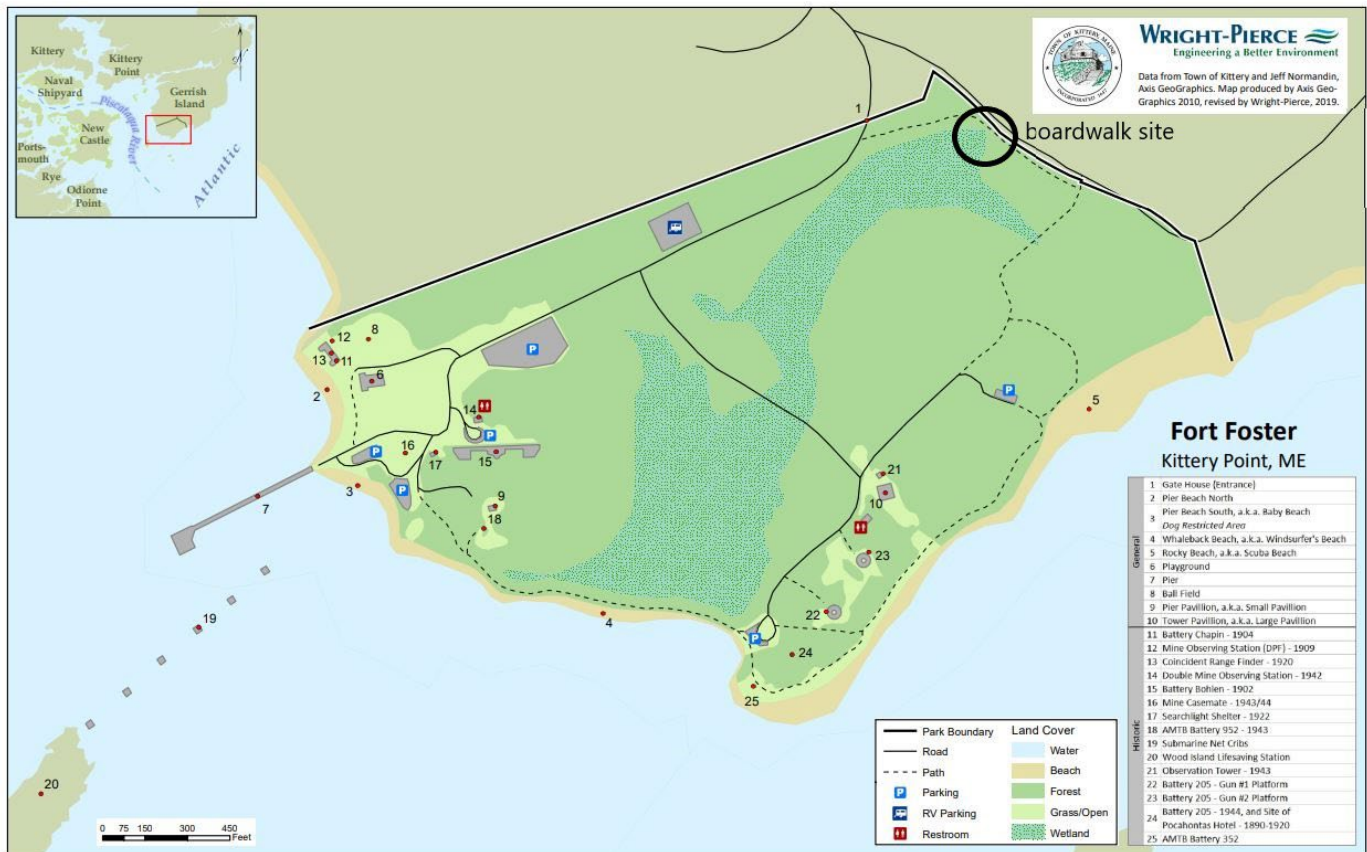 Kittery
Kittery
Point
Naval
Shipyard
Gerrish
Island
Piscataqua River
New
Castle
Ports-
mouth
Rye
Odiorne
Point
Atlantic
TOWN OF KITTERY, MAINE
INCORPORATED 1647
WRIGHT-PIERCE
Engineering a Better Environment
Data from Town of Kittery and Jeff Normandin,
Axis GeoGraphics. Map produced by Axis Geo-
Graphics 2010, revised by Wright-Pierce, 2019.
boardwalk site
1
12
8
13
11
6
2
P
14
P
16
P
17
15
3
P
9
18
7
19
4
20
P
5
21
10
23
22
P
24
25
Fort Foster
Kittery Point, ME
General
1 Gate House (Entrance)
2 Pier Beach North
3 Pier Beach South, a.k.a. Baby Beach
Dog Restricted Area
4 Whaleback Beach, a.k.a. Windsurfer's Beach
5 Rocky Beach, a.k.a. Scuba Beach
6 Playground
7 Pier
8 Ball Field
9 Pier Pavillion, a.k.a. Small Pavillion
10 Tower Pavillion, a.k.a. Large Pavillion
Historic
11 Battery Chapin - 1904
12 Mine Observing Station (DPF) - 1909
13 Coincident Range Finder - 1920
14 Double Mine Observing Station - 1942
15 Battery Bohlen - 1902
16 Mine Casemate - 1943/44
17 Searchlight Shelter - 1922
18 AMTB Battery 952 - 1943
19 Submarine Net Cribs
20 Wood Island Lifesaving Station
21 Observation Tower - 1943
22 Battery 205 - Gun #1 Platform
23 Battery 205 - Gun #2 Platform
24 Battery 205 - 1944, and Site of
Pocahontas Hotel - 1890-1920
25 AMTB Battery 352
Park Boundary
Road
Path
P Parking
RV Parking
Restroom
Land Cover
Water
Beach
Forest
Grass/Open
Wetland
0 75 150 300 450
Feet